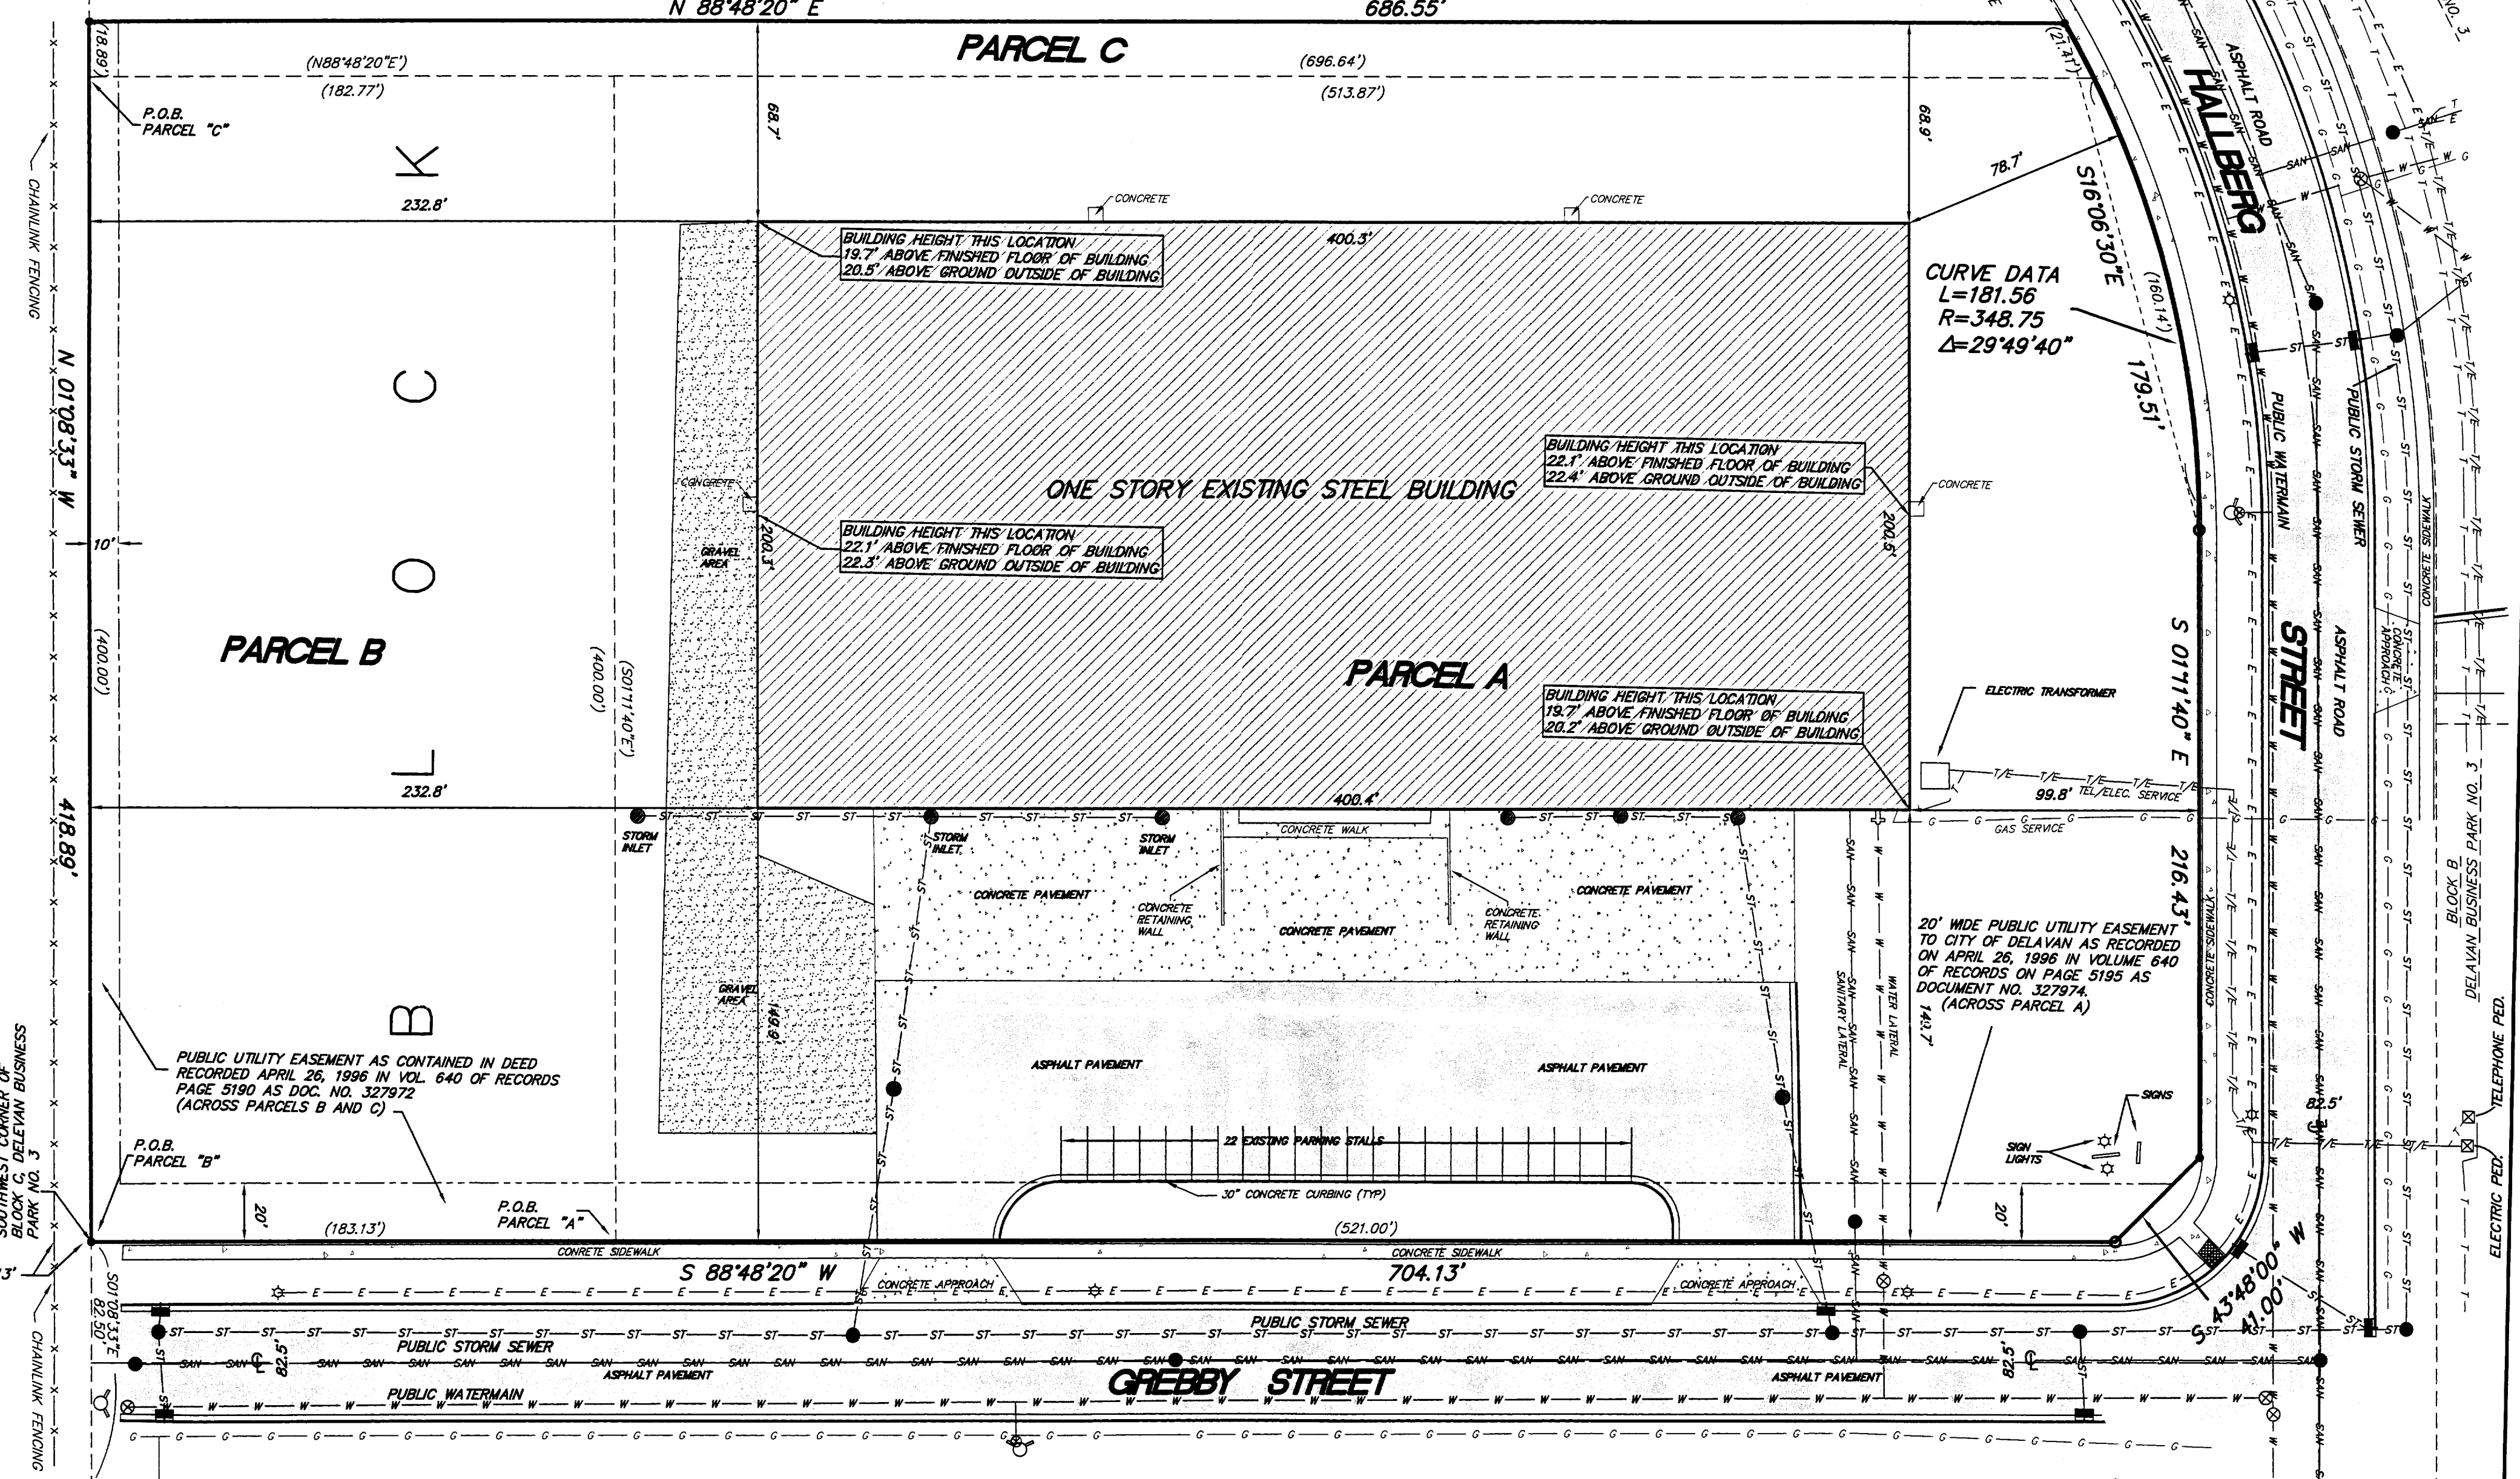 N 88°48'20" E
686.55'
NO. 3
PARCEL C
(18.89')
(N88°48'20"E')
(182.77')
(696.64')
(513.87')
(21.41')
P.O.B.
PARCEL "C"
68.7'
68.9'
78.7'
ASPHALT ROAD
HALLBERG
STREET
CHAINLINK FENCING
BLOCK
232.8'
CONCRETE
CONCRETE
400.3'
BUILDING HEIGHT THIS LOCATION
19.7' ABOVE FINISHED FLOOR OF BUILDING
20.5' ABOVE GROUND OUTSIDE OF BUILDING
S16°06'30"E
(160.14')
179.51'
CURVE DATA
L=181.56
R=348.75
Δ=29°49'40"
PUBLIC WATERMAIN
PUBLIC STORM SEWER
CONCRETE SIDEWALK
N 01°08'33" W
418.89'
10'
(400.00')
PARCEL B
(S01°11'40"E)
(400.00')
CONCRETE
GRAVEL
AREA
200.3'
ONE STORY EXISTING STEEL BUILDING
BUILDING HEIGHT THIS LOCATION
22.1' ABOVE FINISHED FLOOR OF BUILDING
22.4' ABOVE GROUND OUTSIDE OF BUILDING
BUILDING HEIGHT THIS LOCATION
22.1' ABOVE FINISHED FLOOR OF BUILDING
22.3' ABOVE GROUND OUTSIDE OF BUILDING
200.5'
CONCRETE
PARCEL A
BUILDING HEIGHT THIS LOCATION
19.7' ABOVE FINISHED FLOOR OF BUILDING
20.2' ABOVE GROUND OUTSIDE OF BUILDING
S 01°11'40" E
216.43'
ASPHALT ROAD
CONCRETE
APPROACH
ELECTRIC TRANSFORMER
232.8'
400.4'
99.8'
TEL/ELEC. SERVICE
GAS SERVICE
STORM
INLET
STORM
INLET
STORM
INLET
CONCRETE WALK
CONCRETE PAVEMENT
CONCRETE
RETAINING
WALL
CONCRETE PAVEMENT
CONCRETE
RETAINING
WALL
CONCRETE PAVEMENT
SANITARY LATERAL
WATER LATERAL
20' WIDE PUBLIC UTILITY EASEMENT
TO CITY OF DELAVAN AS RECORDED
ON APRIL 26, 1996 IN VOLUME 640
OF RECORDS ON PAGE 5195 AS
DOCUMENT NO. 327974.
(ACROSS PARCEL A)
149.7'
CONCRETE SIDEWALK
BLOCK B
DELAVAN BUSINESS PARK NO. 3
GRAVEL
AREA
149.9'
PUBLIC UTILITY EASEMENT AS CONTAINED IN DEED
RECORDED APRIL 26, 1996 IN VOL. 640 OF RECORDS
PAGE 5190 AS DOC. NO. 327972
(ACROSS PARCELS B AND C)
ASPHALT PAVEMENT
ASPHALT PAVEMENT
SIGNS
SIGN
LIGHTS
82.5'
TELEPHONE PED.
ELECTRIC PED.
SOUTHWEST CORNER OF
BLOCK C, DELEVAN BUSINESS
PARK NO. 3
P.O.B.
PARCEL "B"
22 EXISTING PARKING STALLS
30" CONCRETE CURBING (TYP)
20'
(183.13')
P.O.B.
PARCEL "A"
(521.00')
20'
CONRETE SIDEWALK
CONCRETE SIDEWALK
S 88°48'20" W
704.13'
CONCRETE APPROACH
CONCRETE APPROACH
S 43°48'00" W
41.00'
S01°08'33"E
82.50'
CHAINLINK FENCING
PUBLIC STORM SEWER
PUBLIC STORM SEWER
82.5'
82.5'
ASPHALT PAVEMENT
ASPHALT PAVEMENT
GREBBY STREET
PUBLIC WATERMAIN